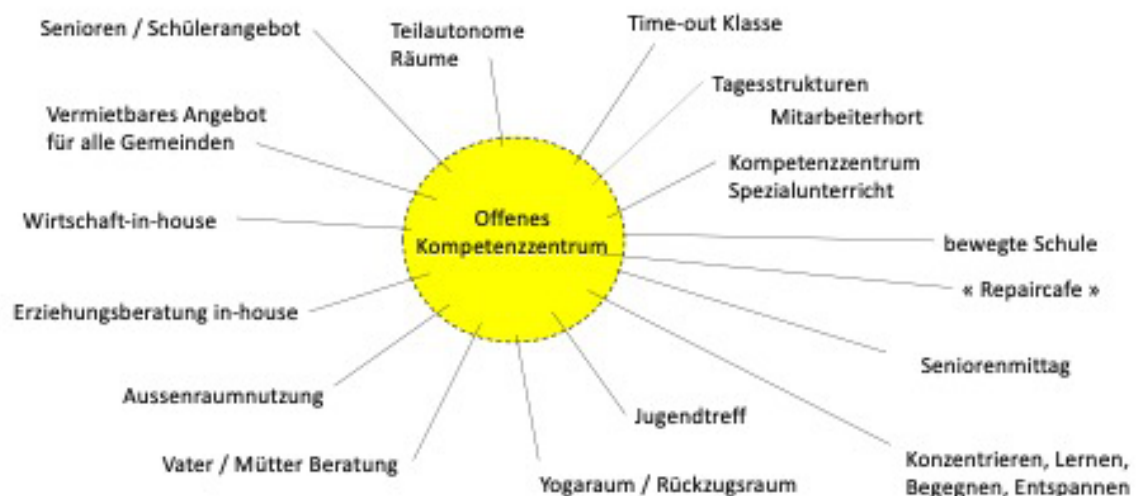 Senioren / Schülerangebot
Teilautonome
Räume
Time-out Klasse
Tagesstrukturen
Mitarbeiterhort
Vermietbares Angebot
für alle Gemeinden
Kompetenzzentrum
Spezialunterricht
Wirtschaft-in-house
Offenes
Kompetenzzentrum
bewegte Schule
« Repaircafe »
Erziehungsberatung in-house
Seniorenmittag
Aussenraumnutzung
Jugendtreff
Vater / Mütter Beratung
Yogaraum / Rückzugsraum
Konzentrieren, Lernen,
Begegnen, Entspannen